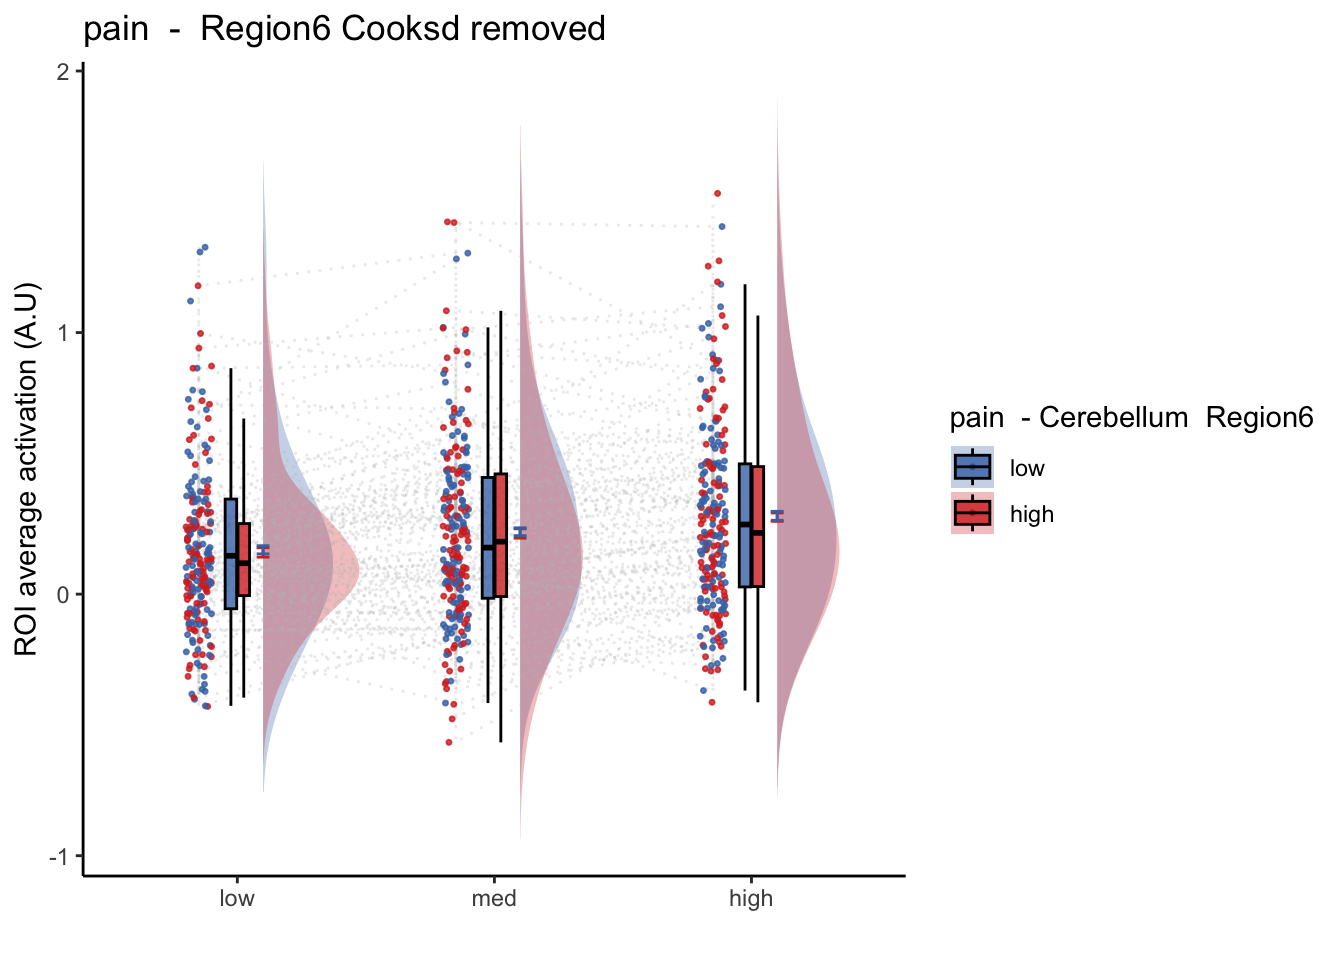 pain  -  Region6 Cooksd removed
ROI average activation (A.U)
2
1
0
-1
low
med
high
pain  - Cerebellum  Region6
low
high